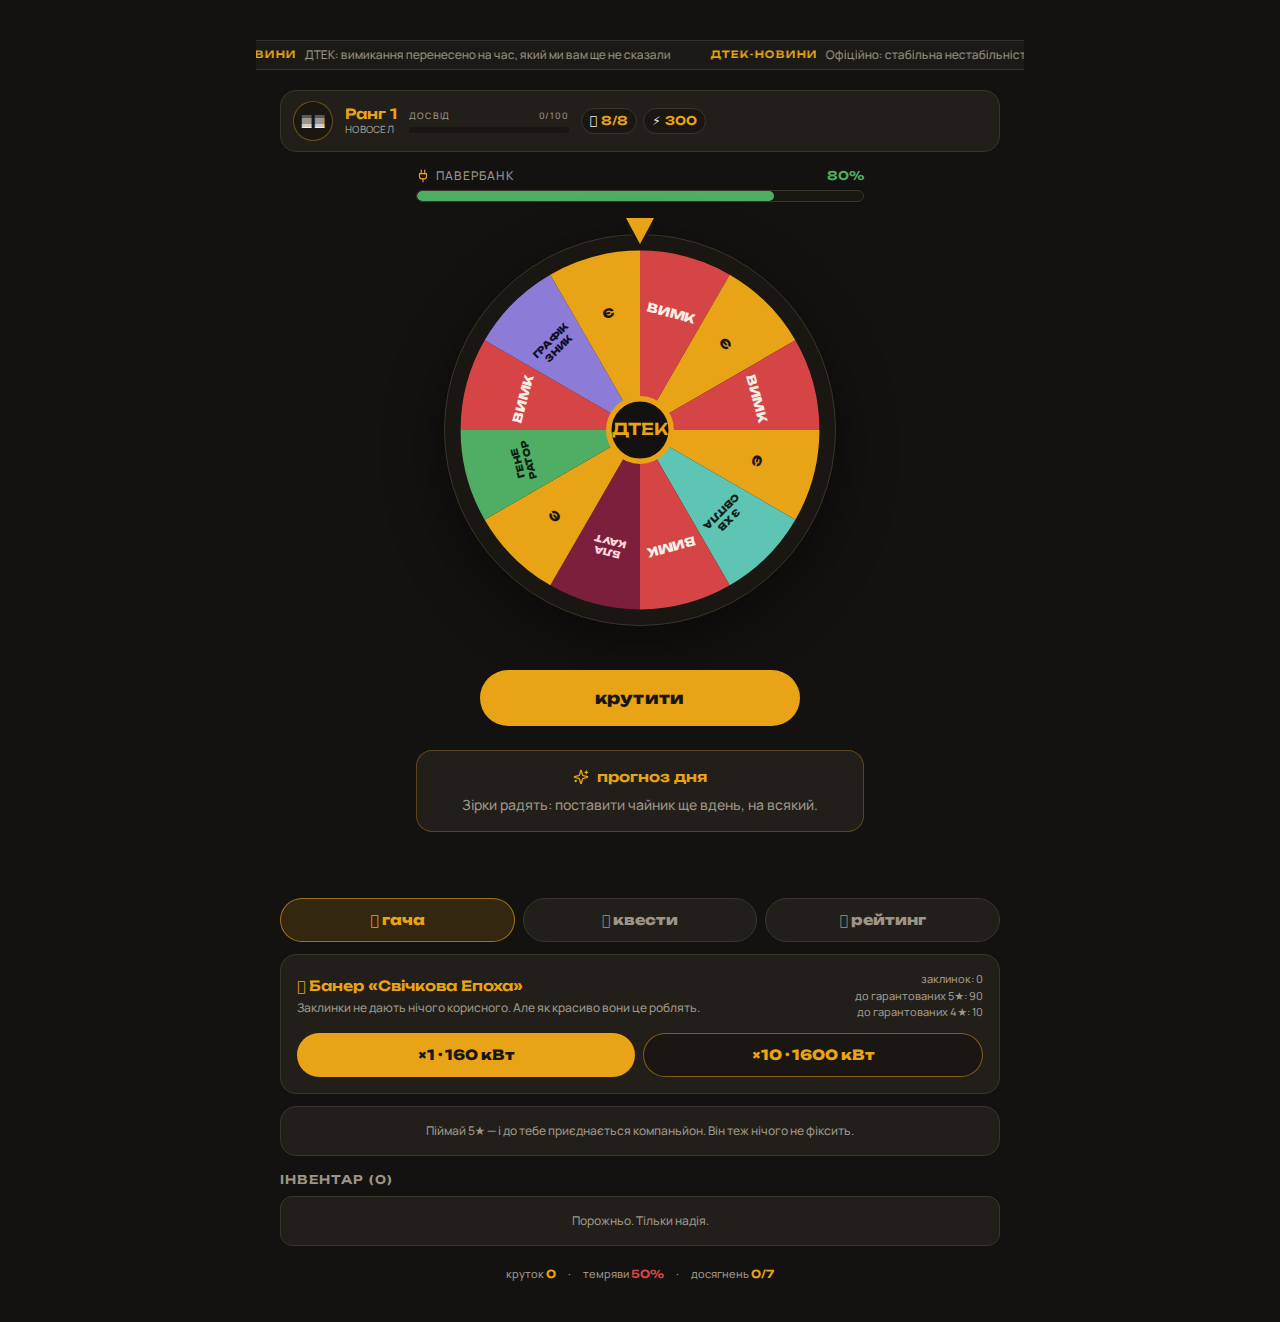 ВИНИ ДТЕК: вимикання перенесено на час, який ми вам ще не сказали ДТЕК-НОВИНИ Офіційно: стабільна нестабільніст
Ранг 1
НОВОСЕЛ
ДОСВІД 0/100
8/8
⚡ 300
ПАВЕРБАНК 80%
Є
ВИМК
Є
ВИМК
Є
3 ХВ
СВІТЛА
ВИМК
БЛА
КАУТ
Є
ГЕНЕ
РАТОР
ВИМК
ГРАФІК
ЗНИК
ДТЕК
крутити
прогноз дня
Зірки радять: поставити чайник ще вдень, на всякий.
гача
квести
рейтинг
Банер «Свічкова Епоха»
Заклинки не дають нічого корисного. Але як красиво вони це роблять.
заклинок: 0
до гарантованих 5★: 90
до гарантованих 4★: 10
×1 · 160 кВт
×10 · 1600 кВт
Піймай 5★ — і до тебе приєднається компаньйон. Він теж нічого не фіксить.
ІНВЕНТАР (0)
Порожньо. Тільки надія.
круток 0 · темряви 50% · досягнень 0/7